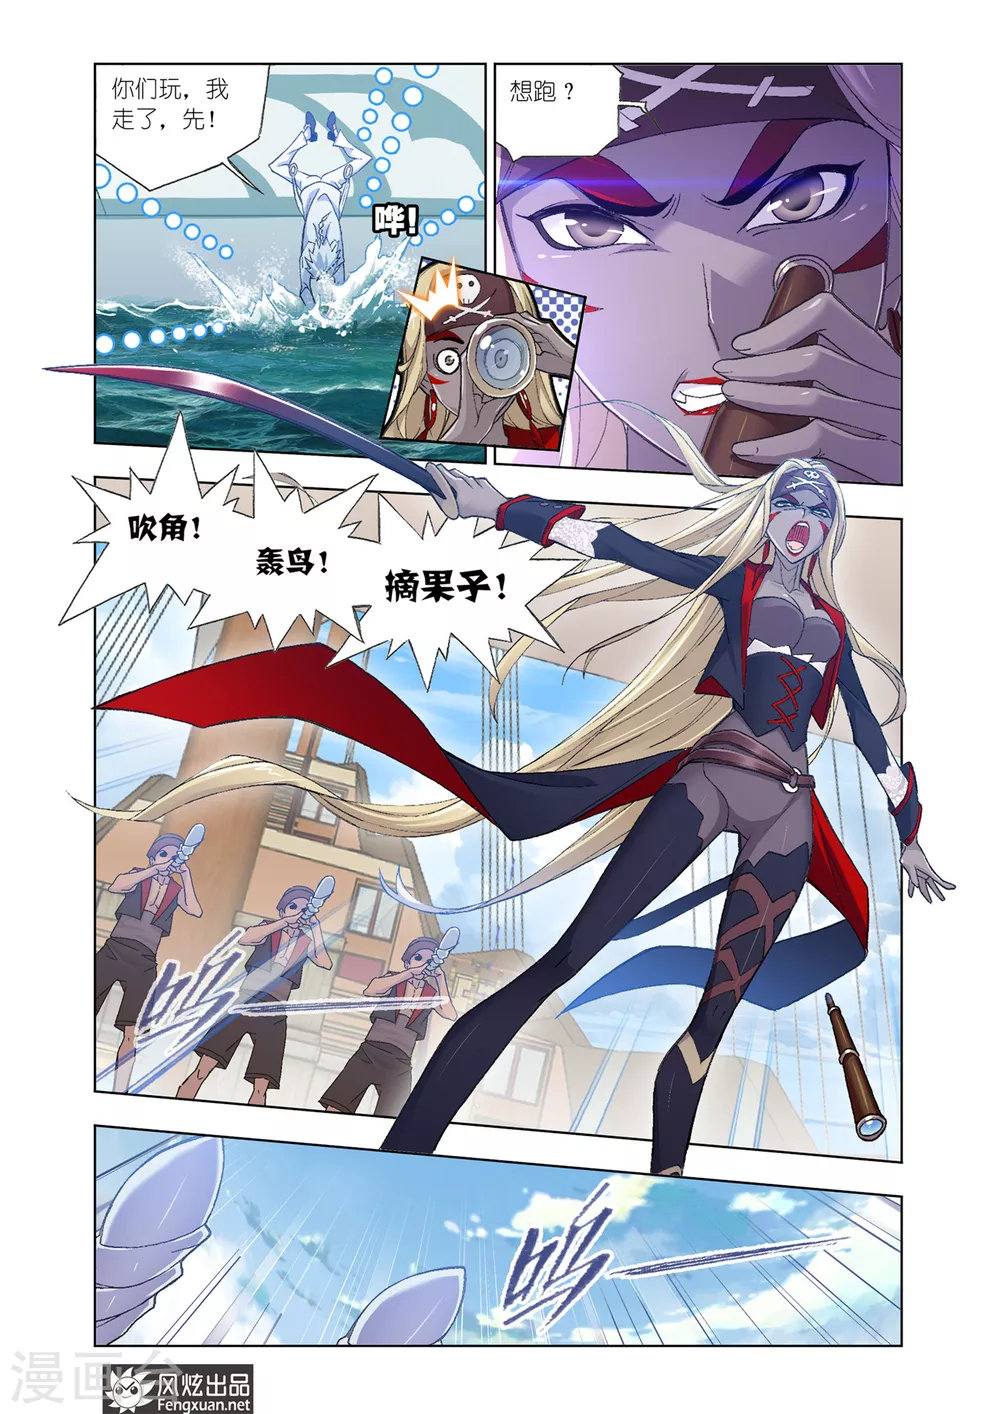 你们玩，我
走了，先！
哗！
想跑？
吹角！
轰鸟！
摘果子！
呜——
呜——
漫画台
风炫出品
Fengxuan.net